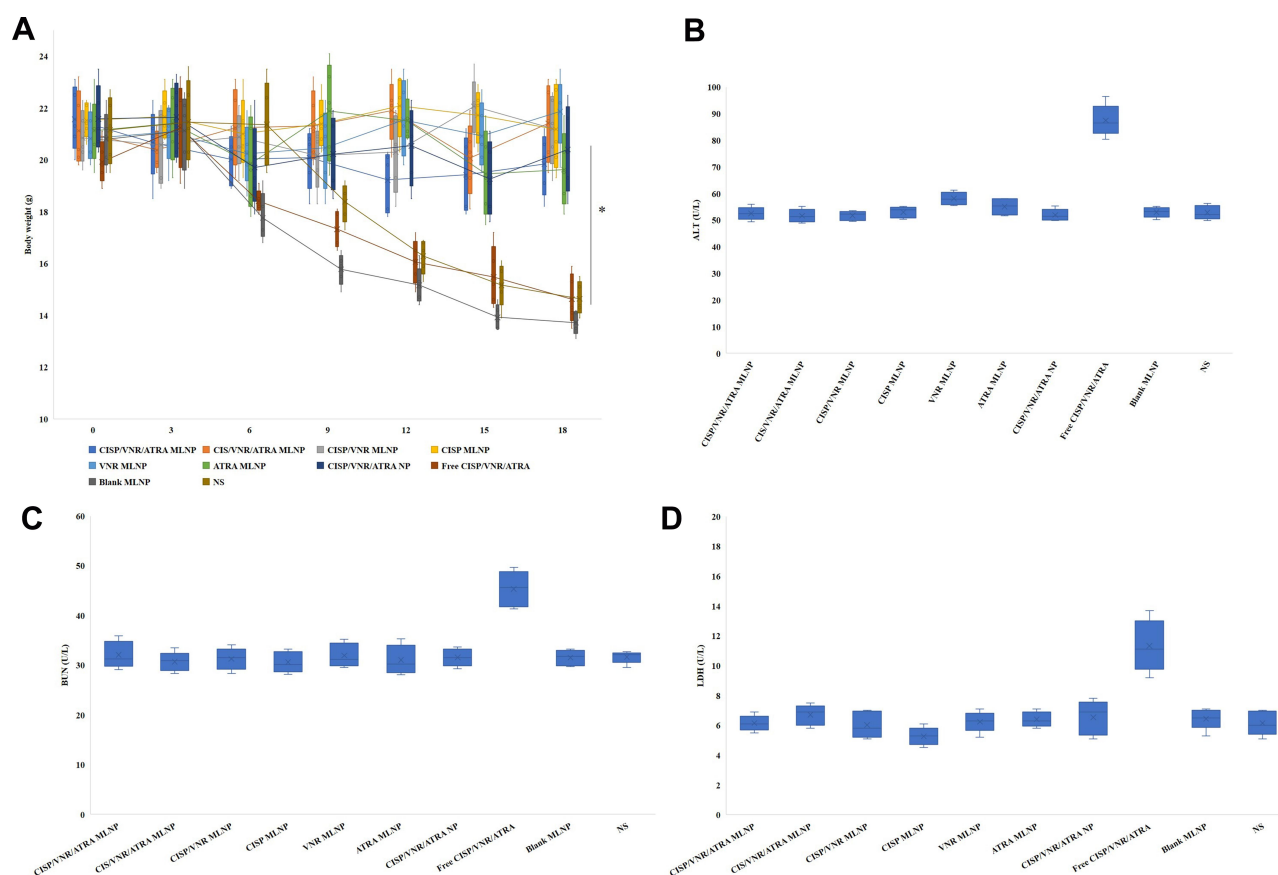 A
24
22
20
18
16
14
12
10
Body weight (g)
0 3 6 9 12 15 18
*
CISP/VNR/ATRA MLNP CIS/VNR/ATRA MLNP CISP/VNR MLNP CISP MLNP
VNR MLNP ATRA MLNP CISP/VNR/ATRA NP Free CISP/VNR/ATRA
Blank MLNP NS
B
100
90
80
70
60
50
40
30
20
10
0
ALT (U/L)
CISP/VNR/ATRA MLNP
CIS/VNR/ATRA MLNP
CISP/VNR MLNP
CISP MLNP
VNR MLNP
ATRA MLNP
CISP/VNR/ATRA NP
Free CISP/VNR/ATRA
Blank MLNP
NS
C
60
50
40
30
20
10
0
BUN (U/L)
CISP/VNR/ATRA MLNP
CIS/VNR/ATRA MLNP
CISP/VNR MLNP
CISP MLNP
VNR MLNP
ATRA MLNP
CISP/VNR/ATRA NP
Free CISP/VNR/ATRA
Blank MLNP
NS
D
20
18
16
14
12
10
8
6
4
2
0
LDH (U/L)
CISP/VNR/ATRA MLNP
CIS/VNR/ATRA MLNP
CISP/VNR MLNP
CISP MLNP
VNR MLNP
ATRA MLNP
CISP/VNR/ATRA NP
Free CISP/VNR/ATRA
Blank MLNP
NS